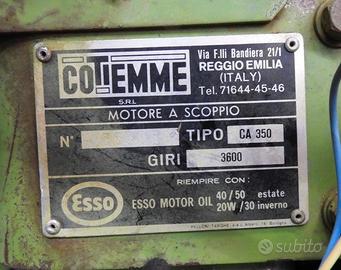 COTIEMME
S.R.L
Via F.lli Bandiera 21/1
REGGIO EMILIA
(ITALY)
Tel. 71644-45-46
MOTORE A SCOPPIO
N° TIPO CA 350
GIRI 3600
RIEMPIRE CON:
Esso ESSO MOTOR OIL 40/50 estate
20W/30 inverno
subito